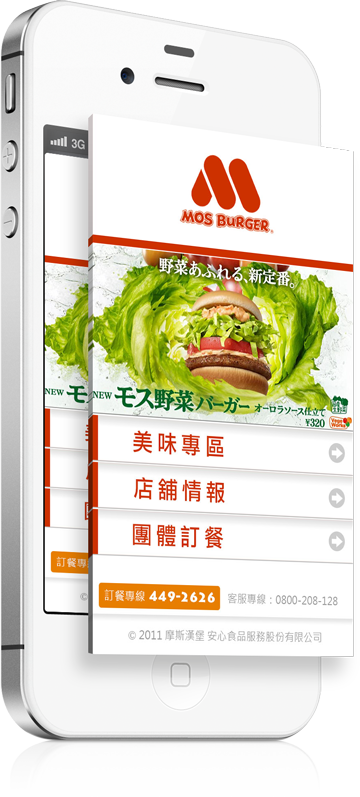 3G
MOS BURGER®
野菜あふれる、新定番。
NEW モス野菜バーガー オーロラソース仕立て
¥320
美味專區
店舖情報
團體訂餐
訂餐專線 449-2626 客服專線：0800-208-128
© 2011 摩斯漢堡 安心食品服務股份有限公司
NEW モ
訂餐
©